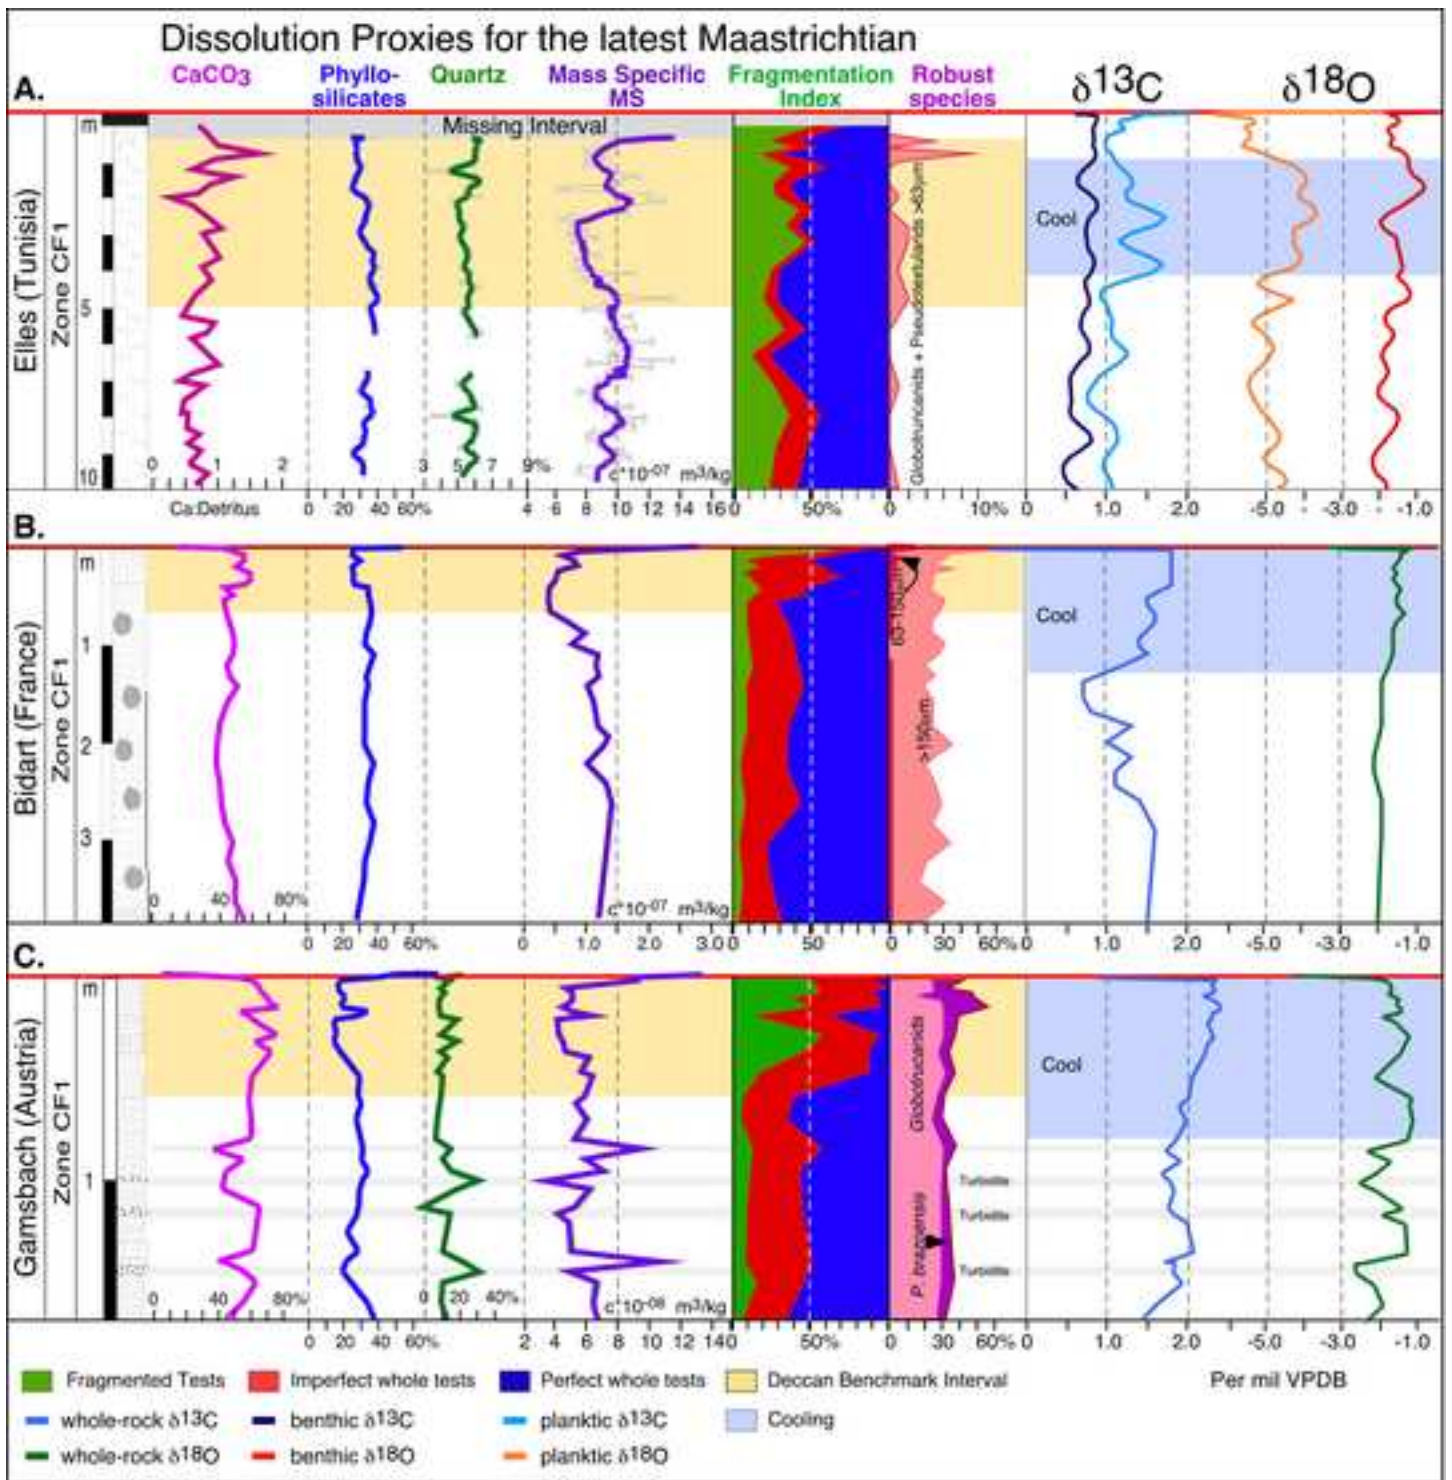 Dissolution Proxies for the latest Maastrichtian
CaCO3 Phyllo-silicates Quartz Mass Specific MS Fragmentation Index Robust species δ13C δ18O
A.
m Missing Interval
Elles (Tunisia)
Zone CF1
5
10
Cool
Globotruncanids + Pseudotextularids >63µm
0 1 2 3 5 7 9% c*10-07 m3/kg
Ca:Detritus 0 20 40 60% 4 6 8 10 12 14 16 0 50% 0 10% 0 1.0 2.0 -5.0 -3.0 -1.0
B.
m
Bidart (France)
Zone CF1
1
2
3
Cool
63-150µm
>150µm
0 40 80% c*10-07 m3/kg
0 20 40 60% 0 1.0 2.0 3.0 0 50 0 30 60% 0 1.0 2.0 -5.0 -3.0 -1.0
C.
m
Gamsbach (Austria)
Zone CF1
1
Cool
Globotrucanids
P. brazoensis
Turbidite
Turbidite
Turbidite
0 40 80% 0 20 40% c*10-08 m3/kg
0 20 40 60% 2 4 6 8 10 12 14 0 50% 0 30 60% 0 1.0 2.0 -5.0 -3.0 -1.0
Fragmented Tests Imperfect whole tests Perfect whole tests Deccan Benchmark Interval Per mil VPDB
whole-rock δ13C benthic δ13C planktic δ13C Cooling
whole-rock δ18O benthic δ18O planktic δ18O